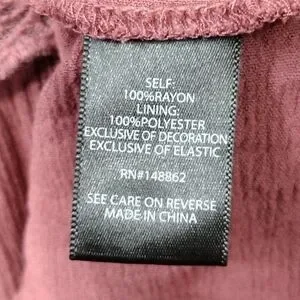 SELF:
100%RAYON
LINING:
100%POLYESTER
EXCLUSIVE OF DECORATION
EXCLUSIVE OF ELASTIC
RN#148862
SEE CARE ON REVERSE
MADE IN CHINA